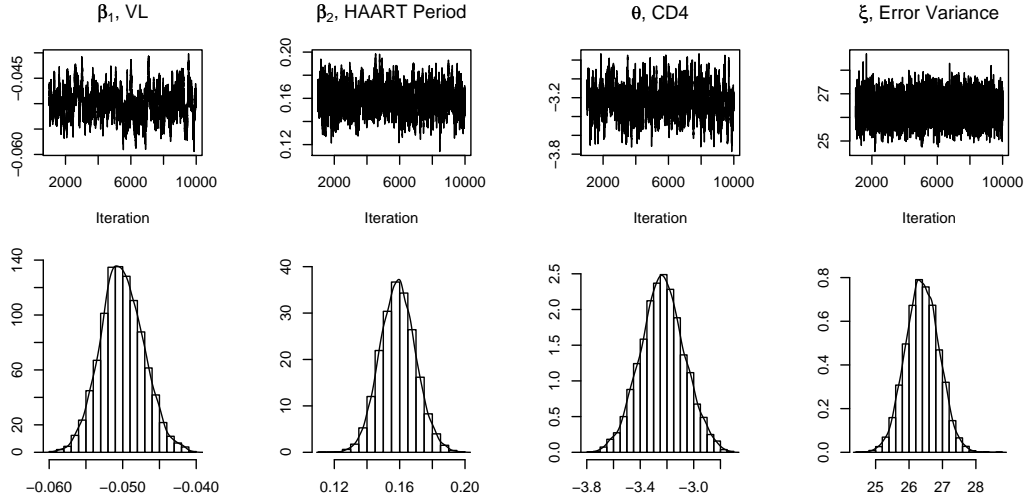 β₁, VL
β₂, HAART Period
θ, CD4
ξ, Error Variance
−0.060 −0.045
2000 6000 10000
Iteration
0.12 0.16 0.20
2000 6000 10000
Iteration
−3.8 −3.2
2000 6000 10000
Iteration
25 27
2000 6000 10000
Iteration
0 20 60 100 140
−0.060 −0.050 −0.040
0 10 20 30 40
0.12 0.16 0.20
0.0 0.5 1.0 1.5 2.0 2.5
−3.8 −3.4 −3.0
0.0 0.2 0.4 0.6 0.8
25 26 27 28